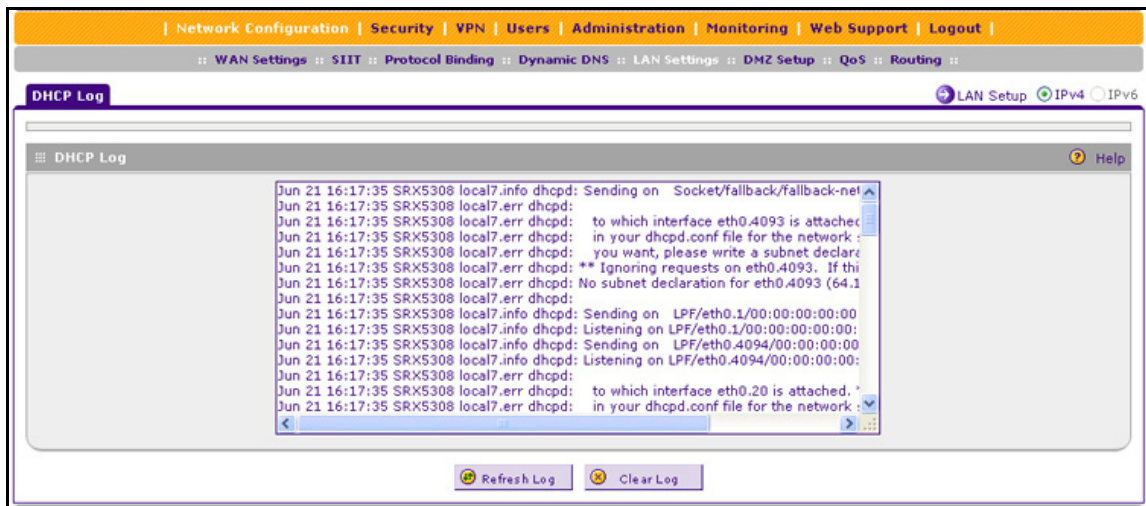 | Network Configuration | Security | VPN | Users | Administration | Monitoring | Web Support | Logout |
:: WAN Settings :: SIIT :: Protocol Binding :: Dynamic DNS :: LAN Settings :: DMZ Setup :: QoS :: Routing ::
DHCP Log
LAN Setup IPv4 IPv6
DHCP Log
? Help
Jun 21 16:17:35 SRX5308 local7.info dhcpd: Sending on Socket/fallback/fallback-net
Jun 21 16:17:35 SRX5308 local7.err dhcpd:
Jun 21 16:17:35 SRX5308 local7.err dhcpd: to which interface eth0.4093 is attached
Jun 21 16:17:35 SRX5308 local7.err dhcpd: in your dhcpd.conf file for the network
Jun 21 16:17:35 SRX5308 local7.err dhcpd: you want, please write a subnet declara
Jun 21 16:17:35 SRX5308 local7.err dhcpd: ** Ignoring requests on eth0.4093. If thi
Jun 21 16:17:35 SRX5308 local7.err dhcpd: No subnet declaration for eth0.4093 (64.1
Jun 21 16:17:35 SRX5308 local7.err dhcpd:
Jun 21 16:17:35 SRX5308 local7.info dhcpd: Sending on LPF/eth0.1/00:00:00:00:00
Jun 21 16:17:35 SRX5308 local7.info dhcpd: Listening on LPF/eth0.1/00:00:00:00:00:
Jun 21 16:17:35 SRX5308 local7.info dhcpd: Sending on LPF/eth0.4094/00:00:00:00
Jun 21 16:17:35 SRX5308 local7.info dhcpd: Listening on LPF/eth0.4094/00:00:00:00:
Jun 21 16:17:35 SRX5308 local7.err dhcpd:
Jun 21 16:17:35 SRX5308 local7.err dhcpd: to which interface eth0.20 is attached. *
Jun 21 16:17:35 SRX5308 local7.err dhcpd: in your dhcpd.conf file for the network :
Refresh Log
Clear Log